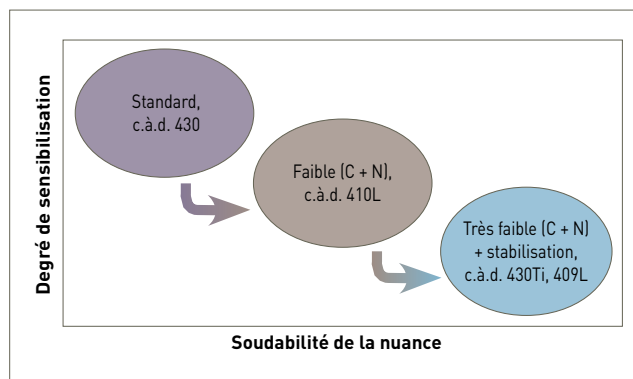 Degré de sensibilisation
Standard,
c.à.d. 430
Faible (C + N),
c.à.d. 410L
Très faible (C + N)
+ stabilisation,
c.à.d. 430Ti, 409L
Soudabilité de la nuance